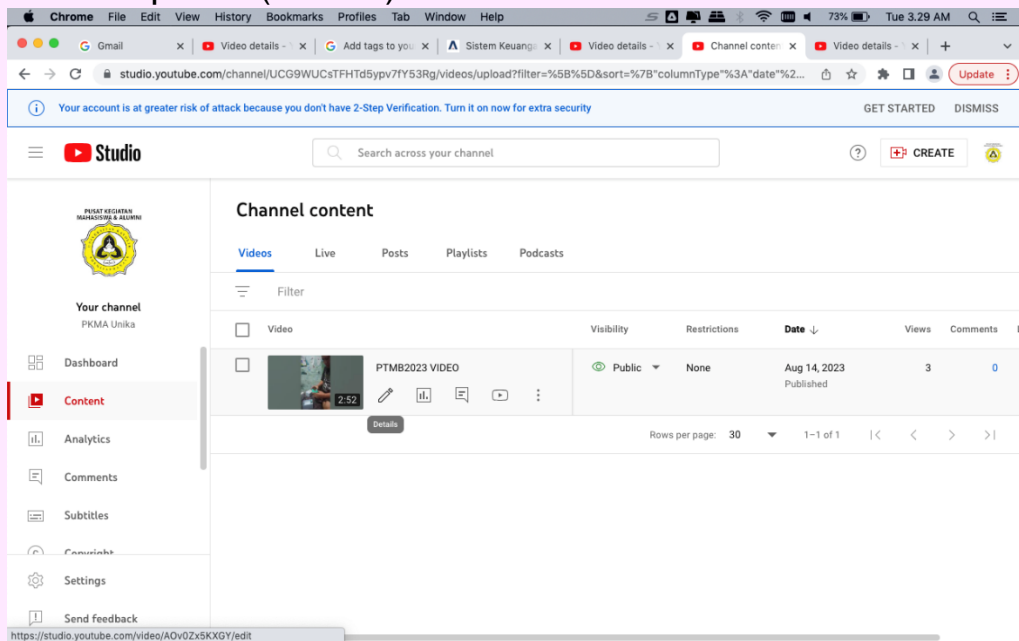 Chrome File Edit View History Bookmarks Profiles Tab Window Help 73% Tue 3.29 AM
Gmail Video details - Y Add tags to you Sistem Keuanga Video details - Y Channel conten Video details - Y
studio.youtube.com/channel/UCG9WUCsTFHTd5ypv7fY53Rg/videos/upload?filter=%5B%5D&sort=%7B"columnType"%3A"date"%2... Update
Your account is at greater risk of attack because you don't have 2-Step Verification. Turn it on now for extra security GET STARTED DISMISS
Studio Search across your channel CREATE
PUSAT KEGIATAN
MAHASISWA & ALUMNI
Your channel
PKMA Unika
Dashboard
Content
Analytics
Comments
Subtitles
Copyright
Settings
Send feedback
Channel content
Videos Live Posts Playlists Podcasts
Filter
Video Visibility Restrictions Date Views Comments
2:52 PTMB2023 VIDEO Public None Aug 14, 2023 3 0
Published
Details
Rows per page: 30 1–1 of 1
https://studio.youtube.com/video/AOv0Zx5KXGY/edit